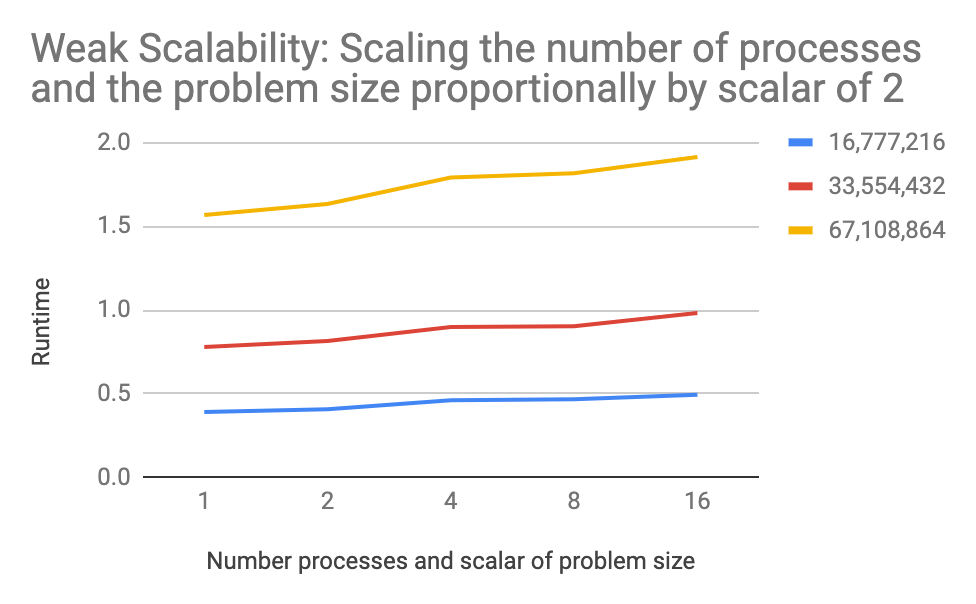 Weak Scalability: Scaling the number of processes
and the problem size proportionally by scalar of 2
2.0
1.5
1.0
0.5
0.0
Runtime
1 2 4 8 16
Number processes and scalar of problem size
16,777,216
33,554,432
67,108,864